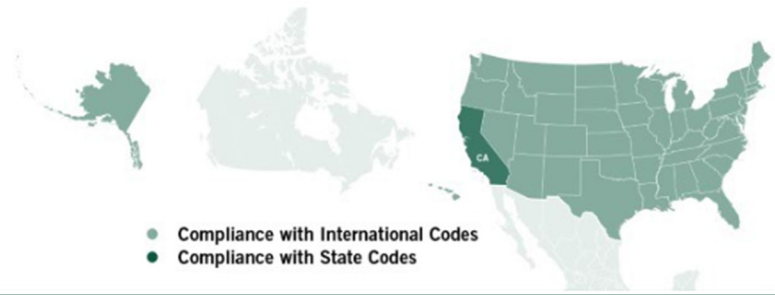 CA
Compliance with International Codes
Compliance with State Codes